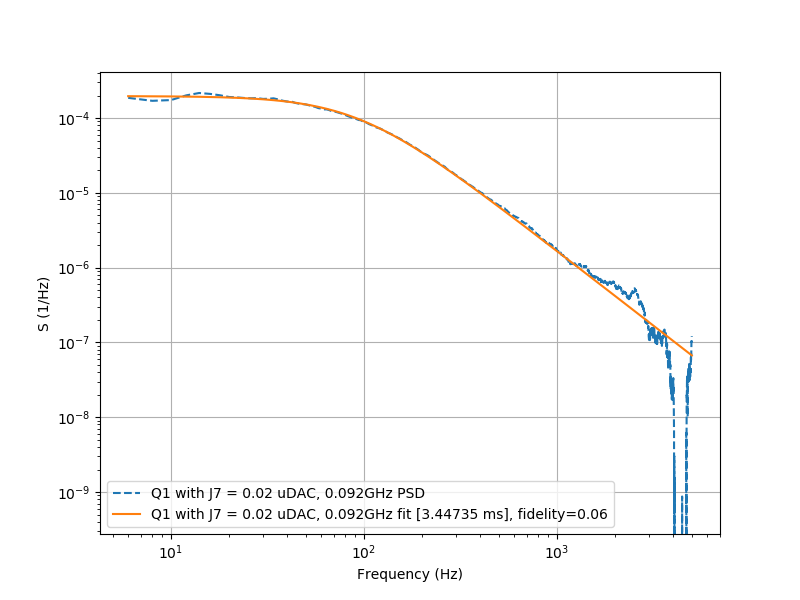 10⁻⁴
10⁻⁵
10⁻⁶
10⁻⁷
10⁻⁸
10⁻⁹
S (1/Hz)
Q1 with J7 = 0.02 uDAC, 0.092GHz PSD
Q1 with J7 = 0.02 uDAC, 0.092GHz fit [3.44735 ms], fidelity=0.06
10¹ 10² 10³
Frequency (Hz)